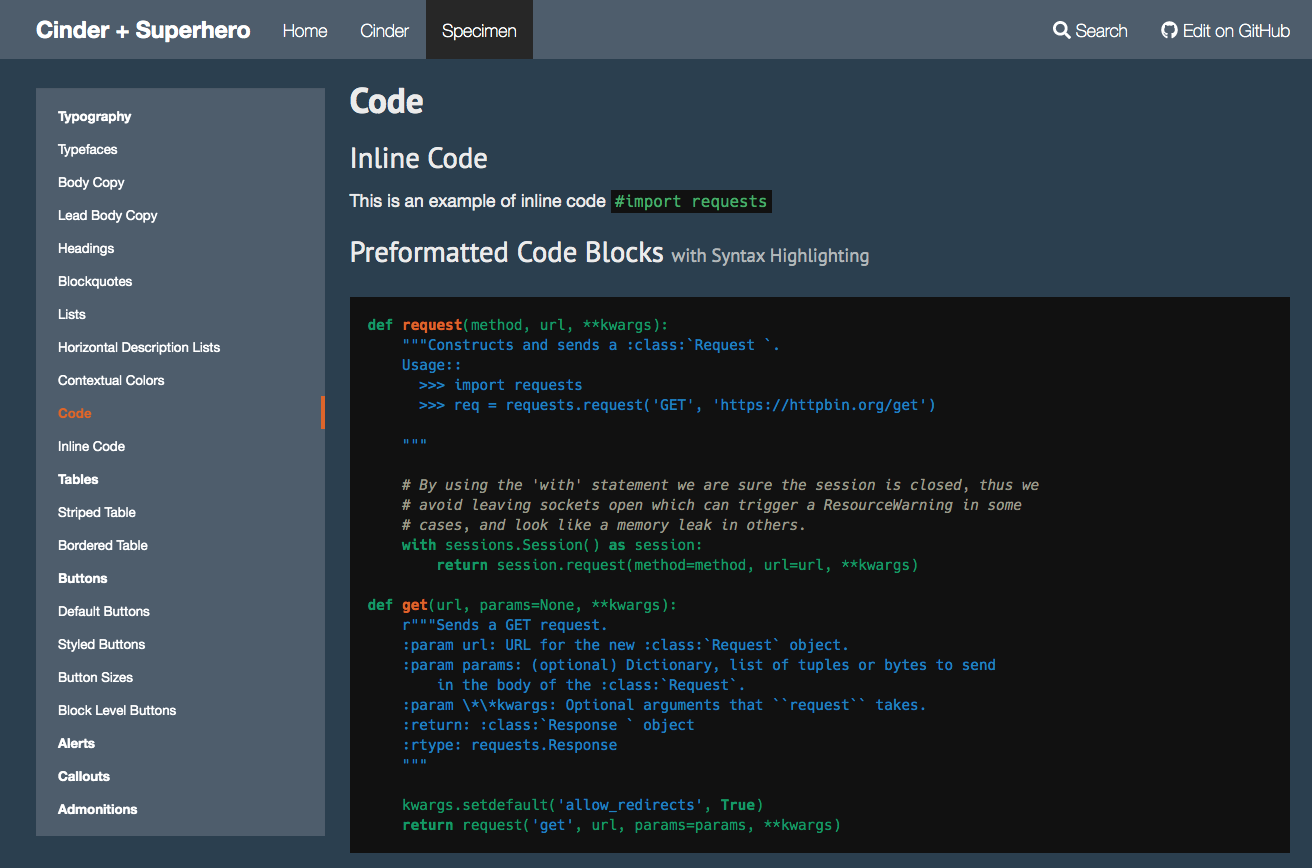 Cinder + Superhero Home Cinder Specimen Search Edit on GitHub
Typography
Typefaces
Body Copy
Lead Body Copy
Headings
Blockquotes
Lists
Horizontal Description Lists
Contextual Colors
Code
Inline Code
Tables
Striped Table
Bordered Table
Buttons
Default Buttons
Styled Buttons
Button Sizes
Block Level Buttons
Alerts
Callouts
Admonitions
Code
Inline Code
This is an example of inline code #import requests
Preformatted Code Blocks with Syntax Highlighting
def request(method, url, **kwargs):
    """Constructs and sends a :class:`Request `.
    Usage::
      >>> import requests
      >>> req = requests.request('GET', 'https://httpbin.org/get')
    """
    # By using the 'with' statement we are sure the session is closed, thus we
    # avoid leaving sockets open which can trigger a ResourceWarning in some
    # cases, and look like a memory leak in others.
    with sessions.Session() as session:
        return session.request(method=method, url=url, **kwargs)
def get(url, params=None, **kwargs):
    r"""Sends a GET request.
    :param url: URL for the new :class:`Request` object.
    :param params: (optional) Dictionary, list of tuples or bytes to send
        in the body of the :class:`Request`.
    :param \*\*kwargs: Optional arguments that ``request`` takes.
    :return: :class:`Response ` object
    :rtype: requests.Response
    """
    kwargs.setdefault('allow_redirects', True)
    return request('get', url, params=params, **kwargs)